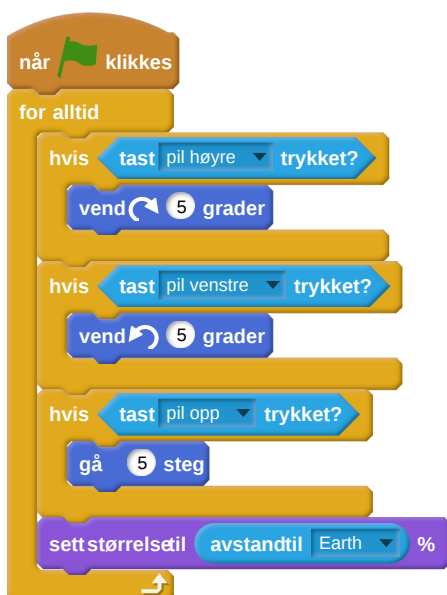 når klikkes
for alltid
hvis tast pil høyre trykket?
vend 5 grader
hvis tast pil venstre trykket?
vend 5 grader
hvis tast pil opp trykket?
gå 5 steg
sett størrelse til avstand til Earth %